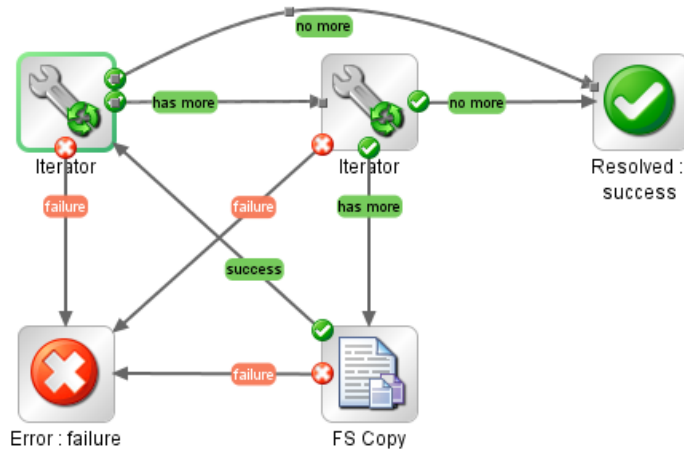 no more
has more
no more
Iterator
Iterator
Resolved :
success
failure
failure
has more
success
failure
Error : failure
FS Copy